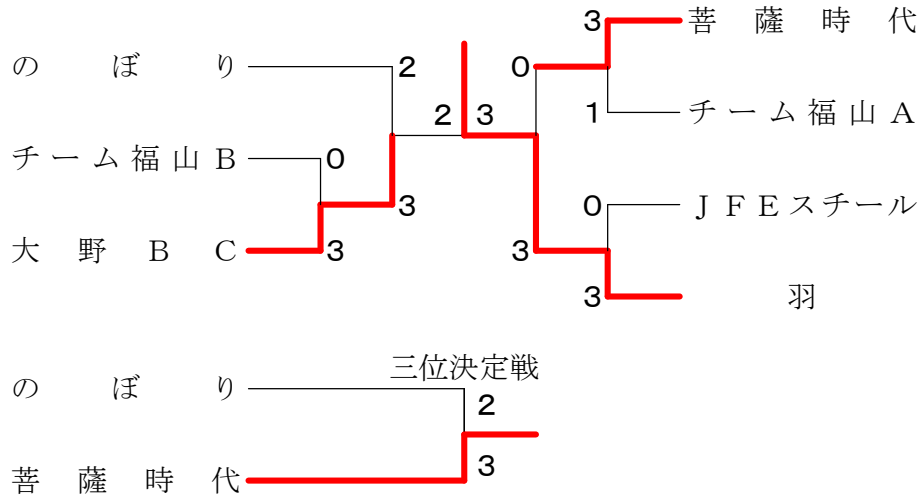 ３ 菩薩時代
のぼり ２ ０
２ ３ １ チーム福山Ａ
チーム福山Ｂ ０
３ ０ ＪＦＥスチール
大野ＢＣ ３ ３
３ 羽
三位決定戦
のぼり ２
菩薩時代 ３